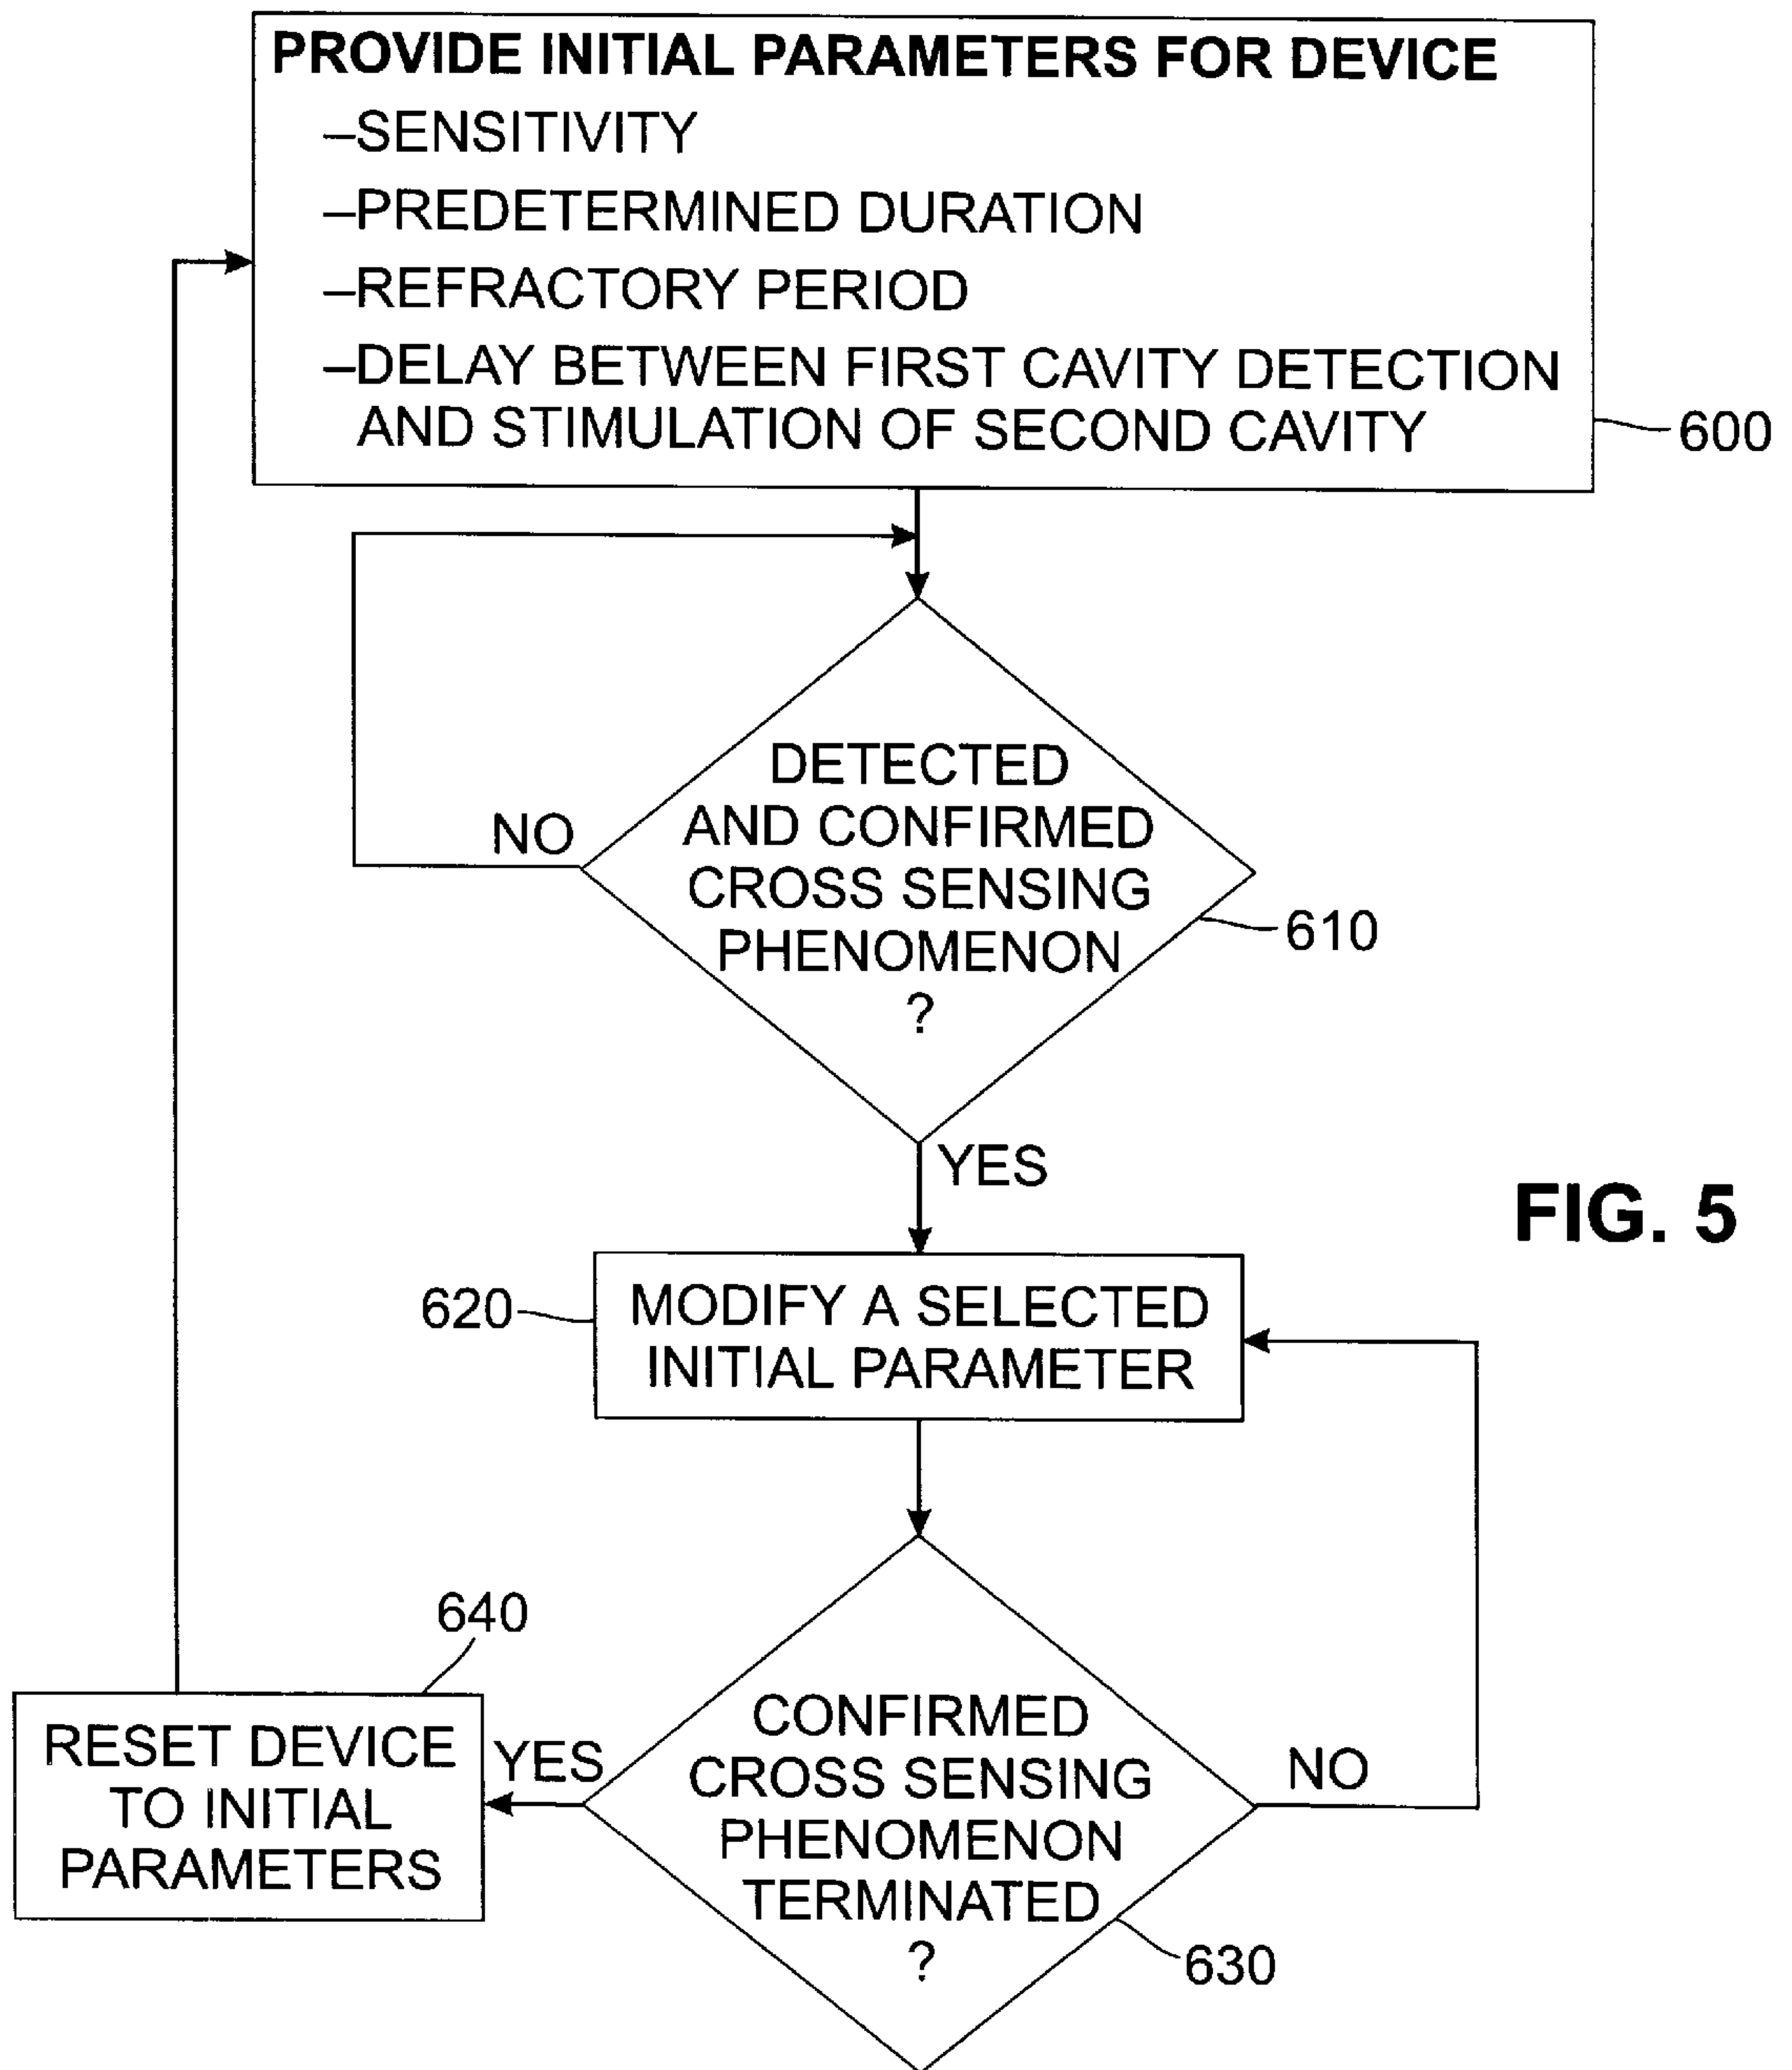 PROVIDE INITIAL PARAMETERS FOR DEVICE
–SENSITIVITY
–PREDETERMINED DURATION
–REFRACTORY PERIOD
–DELAY BETWEEN FIRST CAVITY DETECTION
AND STIMULATION OF SECOND CAVITY
600
DETECTED
AND CONFIRMED
CROSS SENSING
PHENOMENON
?
NO
610
YES
FIG. 5
620
MODIFY A SELECTED
INITIAL PARAMETER
640
RESET DEVICE
TO INITIAL
PARAMETERS
YES
CONFIRMED
CROSS SENSING
PHENOMENON
TERMINATED
?
NO
630